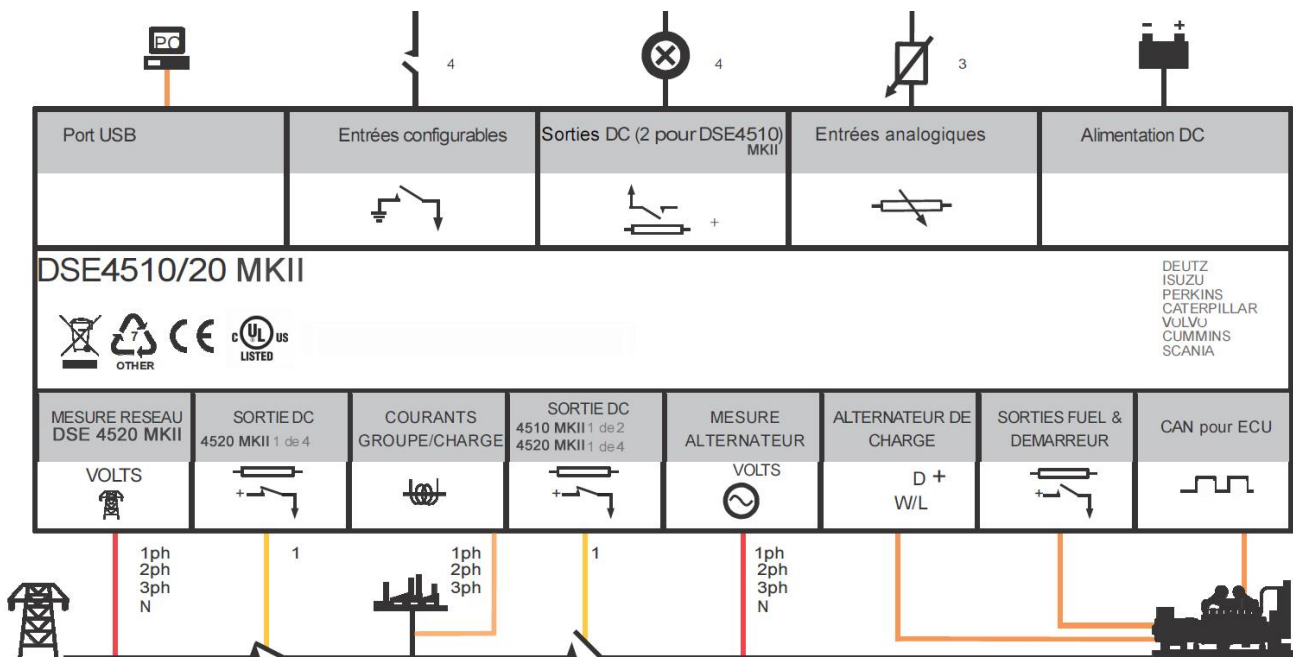 PC
4
4
3
- +
Port USB
Entrées configurables
Sorties DC (2 pour DSE4510)
MKII
Entrées analogiques
Alimentation DC
+
DSE4510/20 MKII
DEUTZ
ISUZU
PERKINS
CATERPILLAR
VOLVO
CUMMINS
SCANIA
7
OTHER
CE
c UL us
LISTED
MESURE RESEAU
DSE 4520 MKII
SORTIE DC
4520 MKII 1 de 4
COURANTS
GROUPE/CHARGE
SORTIE DC
4510 MKII 1 de 2
4520 MKII 1 de 4
MESURE
ALTERNATEUR
ALTERNATEUR DE
CHARGE
SORTIES FUEL &
DEMARREUR
CAN pour ECU
VOLTS
+
+
VOLTS
D +
W/L
+
1ph
2ph
3ph
N
1
1ph
2ph
3ph
1
1ph
2ph
3ph
N